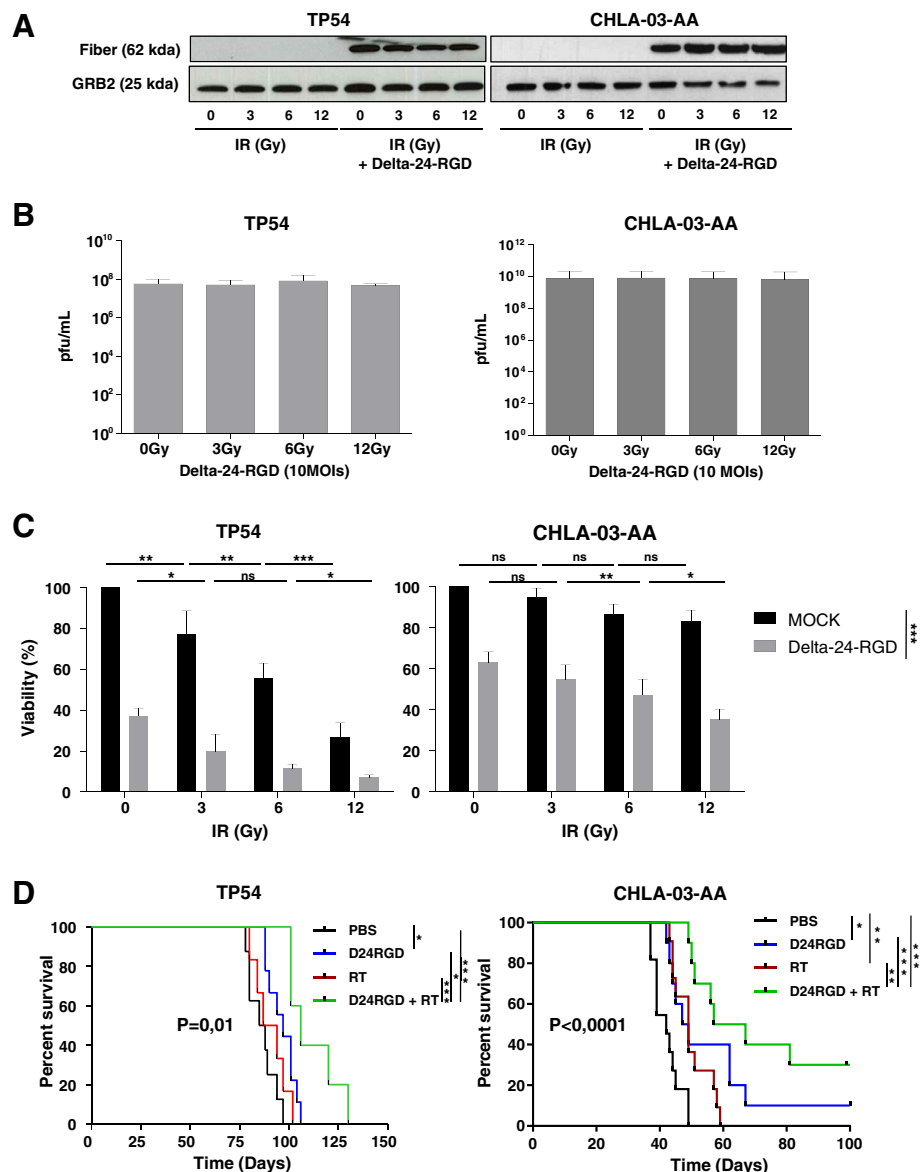 A
TP54
CHLA-03-AA
Fiber (62 kda)
GRB2 (25 kda)
0 3 6 12 0 3 6 12 0 3 6 12 0 3 6 12
IR (Gy) IR (Gy) IR (Gy) IR (Gy)
+ Delta-24-RGD + Delta-24-RGD
B
TP54
pfu/mL
10^10
10^8
10^6
10^4
10^2
10^0
0Gy 3Gy 6Gy 12Gy
Delta-24-RGD (10MOIs)
CHLA-03-AA
pfu/mL
10^12
10^10
10^8
10^6
10^4
10^2
10^0
0Gy 3Gy 6Gy 12Gy
Delta-24-RGD (10 MOIs)
C
TP54
** ** ***
* ns *
Viability (%)
100
80
60
40
20
0
0 3 6 12
IR (Gy)
CHLA-03-AA
ns ns ns
ns ** *
100
80
60
40
20
0
0 3 6 12
IR (Gy)
MOCK
Delta-24-RGD
***
D
TP54
Percent survival
100
80
60
40
20
0
P=0,01
0 25 50 75 100 125 150
Time (Days)
PBS
D24RGD
RT
D24RGD + RT
*
***
*
***
CHLA-03-AA
Percent survival
100
80
60
40
20
0
P<0,0001
0 20 40 60 80 100
Time (Days)
PBS
D24RGD
RT
D24RGD + RT
*
**
**
***
***